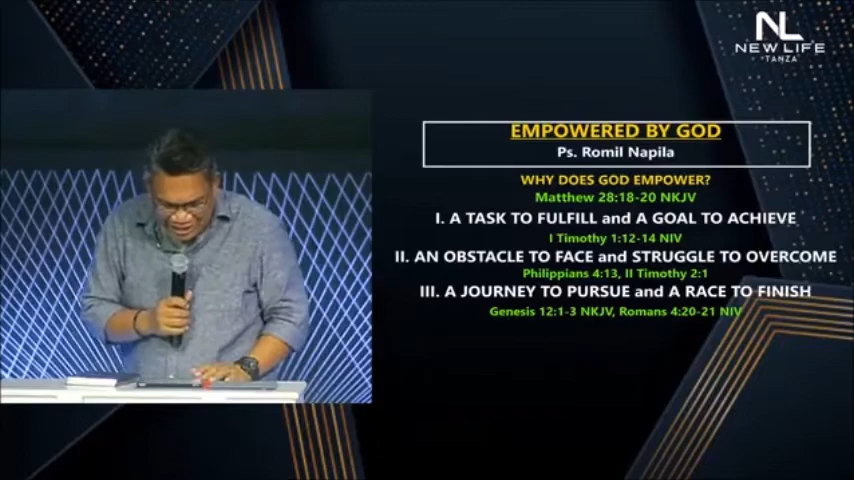 NL
NEW LIFE
TANZA
EMPOWERED BY GOD
Ps. Romil Napila
WHY DOES GOD EMPOWER?
Matthew 28:18-20 NKJV
I. A TASK TO FULFILL and A GOAL TO ACHIEVE
I Timothy 1:12-14 NIV
II. AN OBSTACLE TO FACE and STRUGGLE TO OVERCOME
Philippians 4:13, II Timothy 2:1
III. A JOURNEY TO PURSUE and A RACE TO FINISH
Genesis 12:1-3 NKJV, Romans 4:20-21 NIV